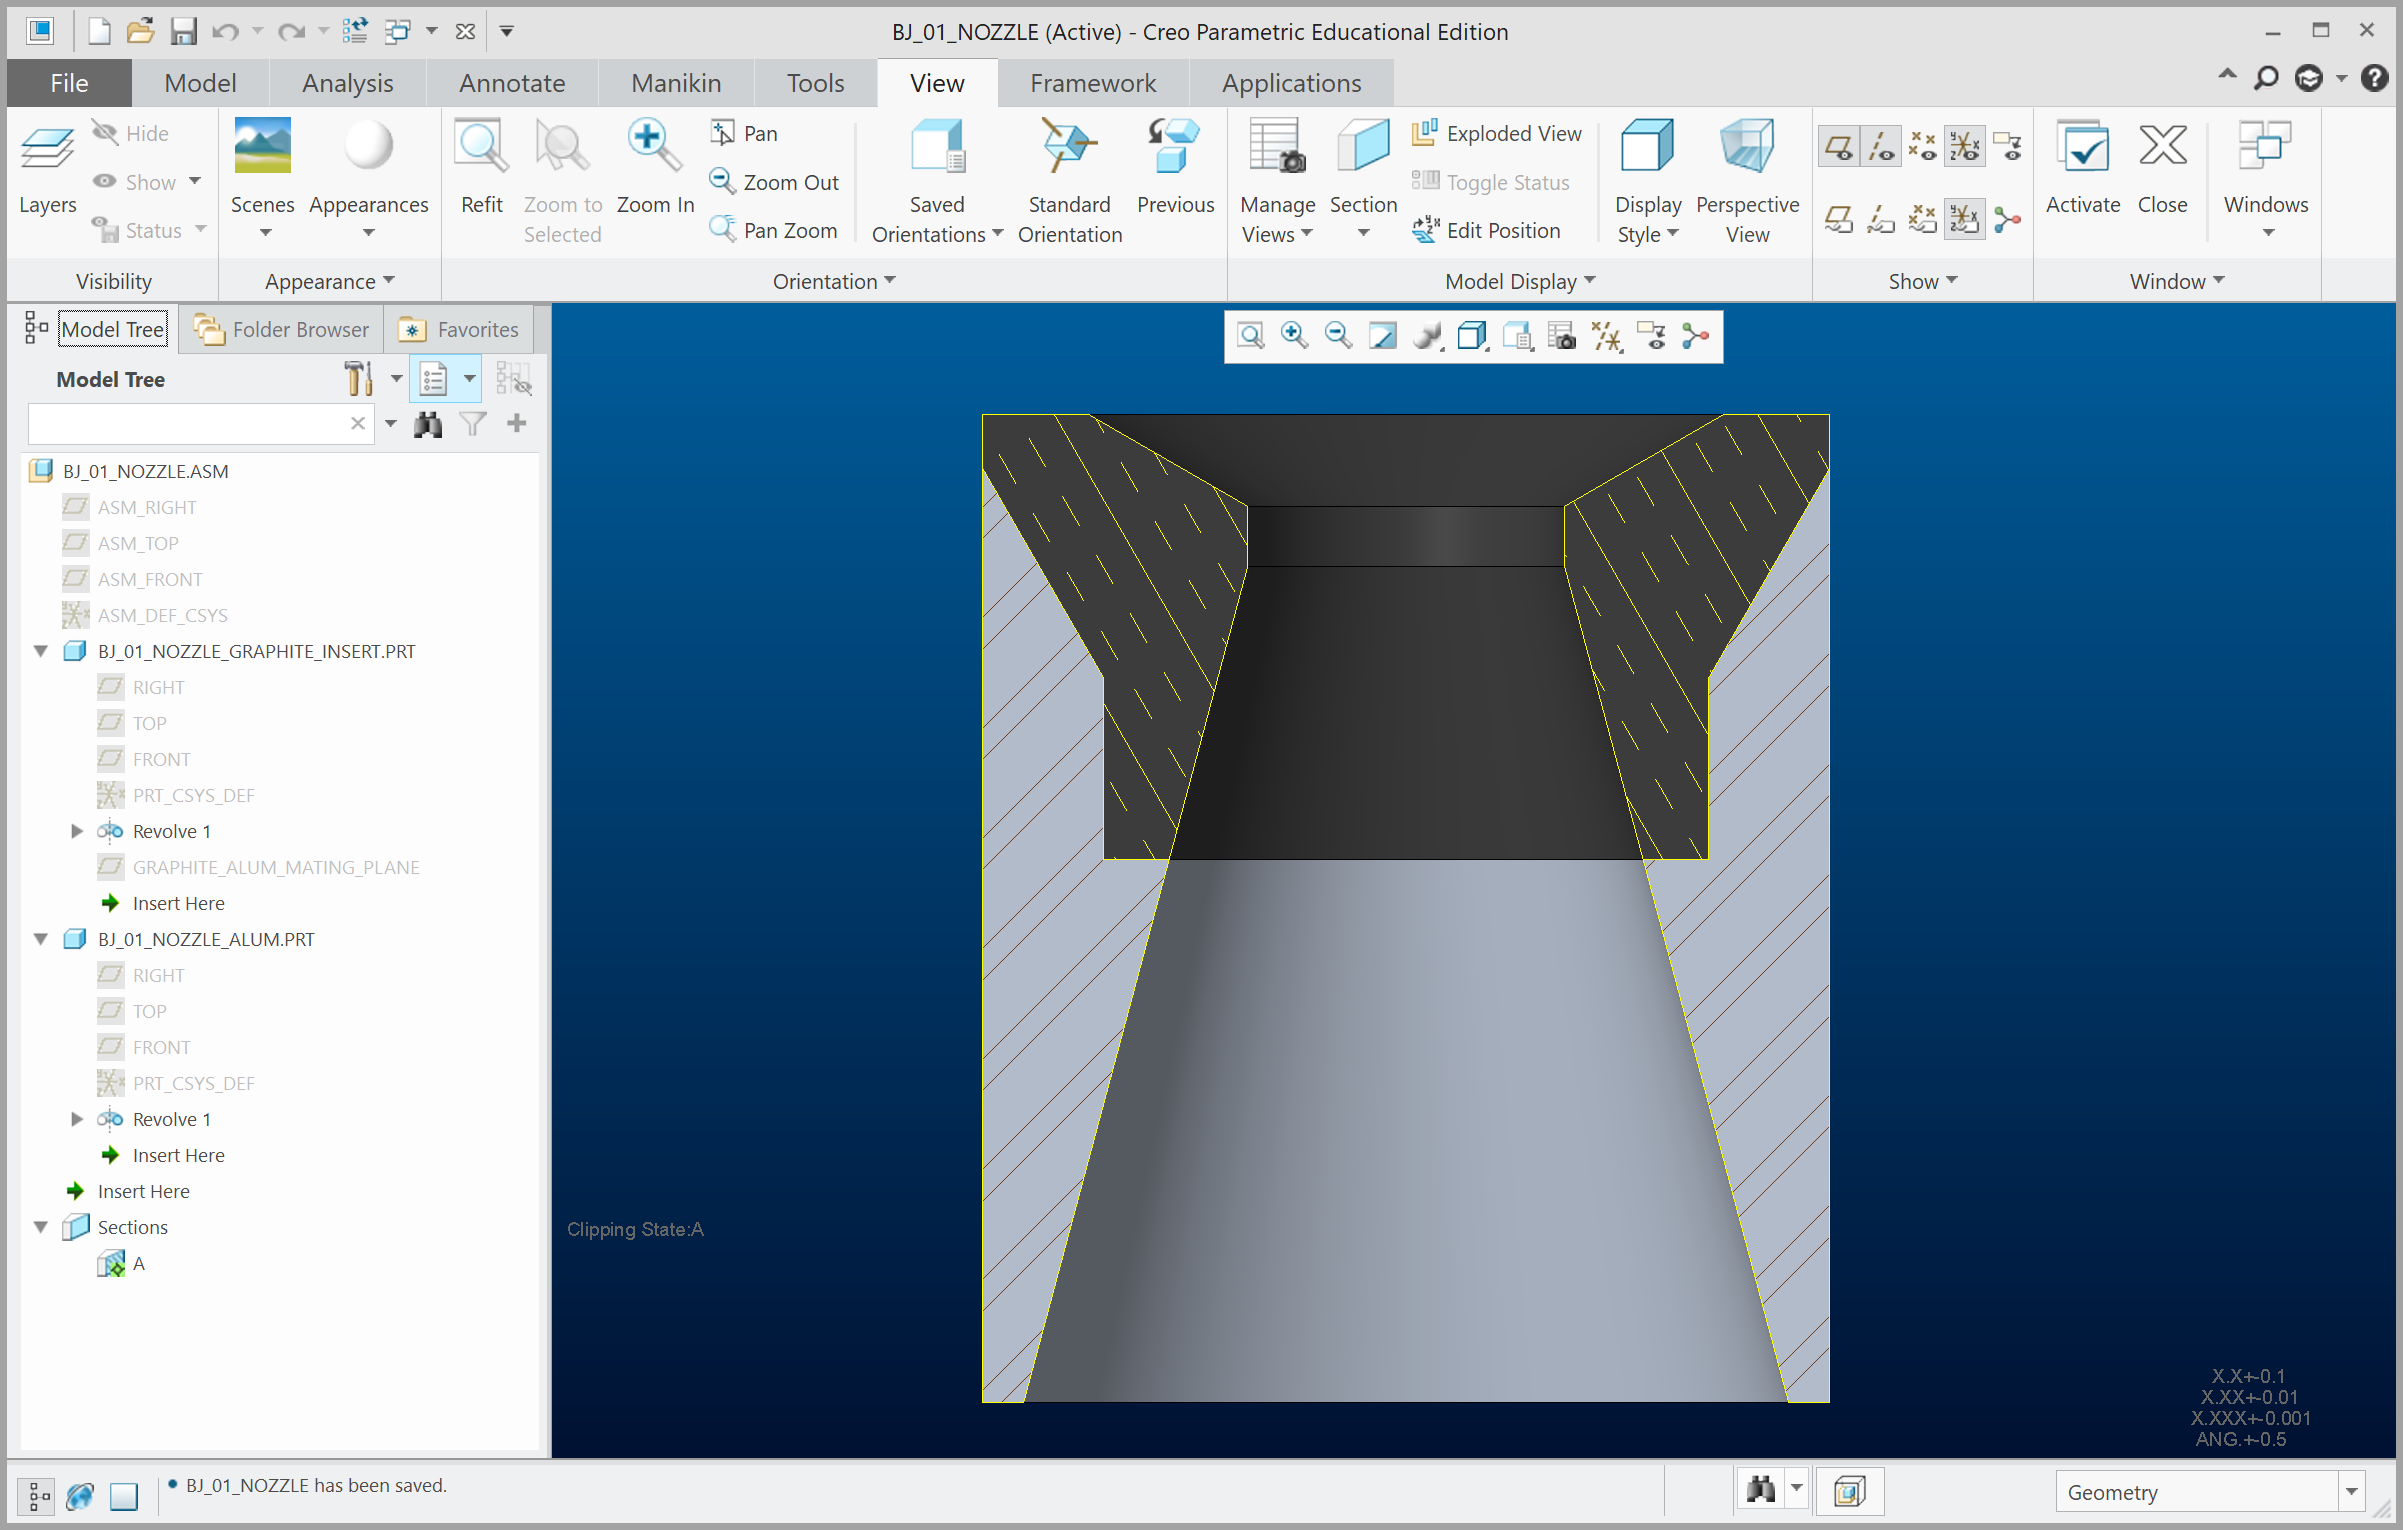 BJ_01_NOZZLE (Active) - Creo Parametric Educational Edition
File Model Analysis Annotate Manikin Tools View Framework Applications
Hide Pan Exploded View
Show Zoom Out Toggle Status
Layers Scenes Appearances Refit Zoom to Selected Zoom In Saved Orientations Standard Orientation Previous Manage Views Section Display Style Perspective View Activate Close Windows
Status Pan Zoom Edit Position
Visibility Appearance Orientation Model Display Show Window
Model Tree Folder Browser Favorites
Model Tree
BJ_01_NOZZLE.ASM
ASM_RIGHT
ASM_TOP
ASM_FRONT
ASM_DEF_CSYS
BJ_01_NOZZLE_GRAPHITE_INSERT.PRT
RIGHT
TOP
FRONT
PRT_CSYS_DEF
Revolve 1
GRAPHITE_ALUM_MATING_PLANE
Insert Here
BJ_01_NOZZLE_ALUM.PRT
RIGHT
TOP
FRONT
PRT_CSYS_DEF
Revolve 1
Insert Here
Insert Here
Sections
A
Clipping State:A
X.X+-0.1
X.XX+-0.01
X.XXX+-0.001
ANG.+-0.5
BJ_01_NOZZLE has been saved.
Geometry